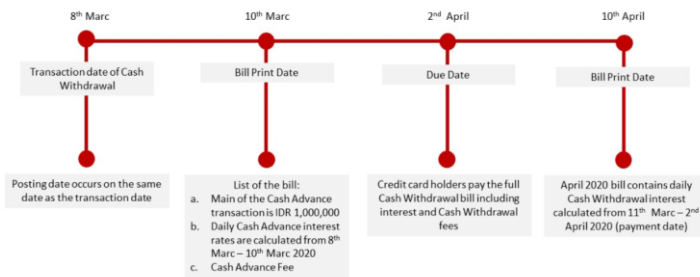 8th Marc
10th Marc
2nd April
10th April
Transaction date of Cash
Withdrawal
Bill Print Date
Due Date
Bill Print Date
Posting date occurs on the same
date as the transaction date
List of the bill:
a. Main of the Cash Advance
transaction is IDR 1,000,000
b. Daily Cash Advance interest
rates are calculated from 8th
Marc – 10th Marc 2020
c. Cash Advance Fee
Credit card holders pay the full
Cash Withdrawal bill including
interest and Cash Withdrawal
fees
April 2020 bill contains daily
Cash Withdrawal interest
calculated from 11th Marc – 2nd
April 2020 (payment date)